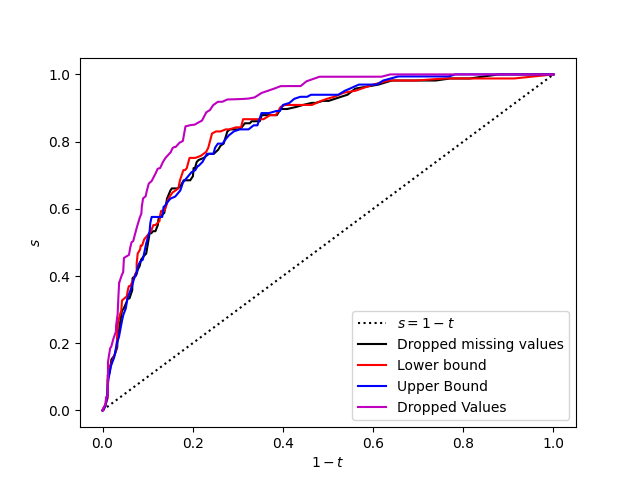 1.0
0.8
0.6
0.4
0.2
0.0
s
0.0 0.2 0.4 0.6 0.8 1.0
1 − t
s = 1 − t
Dropped missing values
Lower bound
Upper Bound
Dropped Values